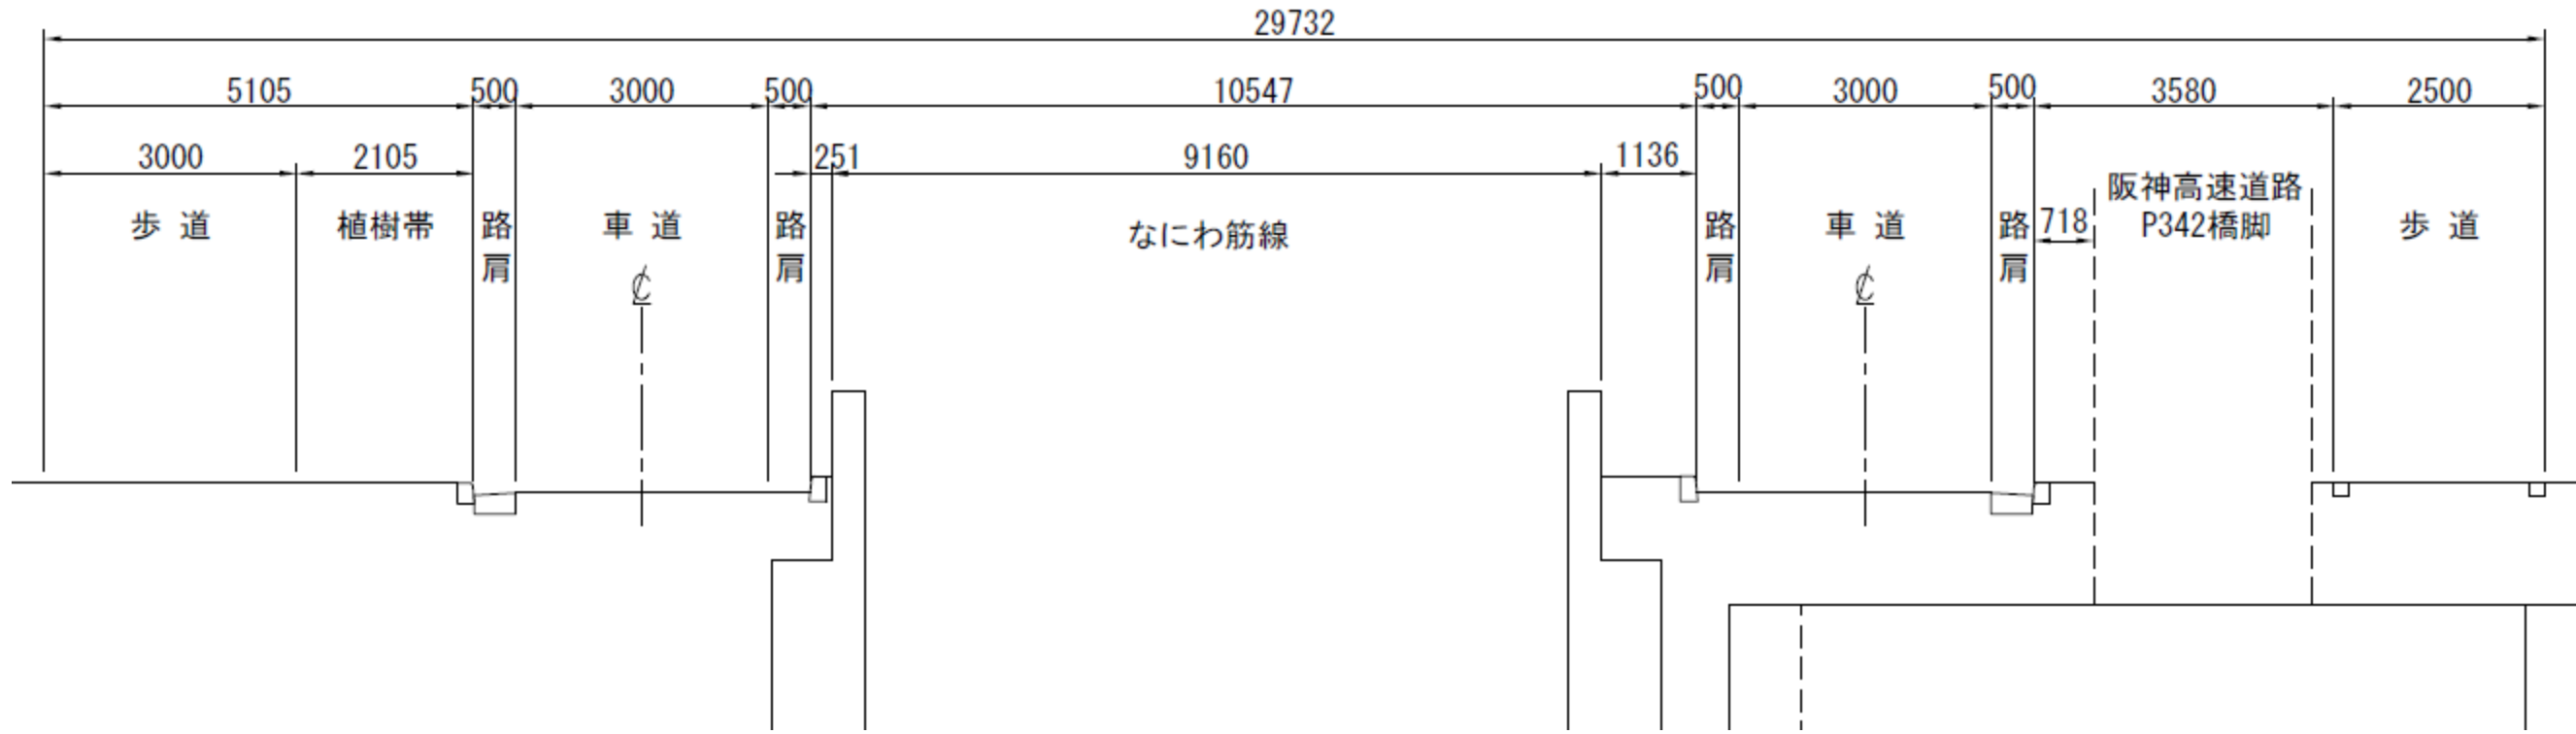 29732
5105 500 3000 500 10547 500 3000 500 3580 2500
3000 2105 251 9160 1136
歩道 植樹帯 路肩 車道 路肩 なにわ筋線 路肩 車道 路肩 718 阪神高速道路
P342橋脚 歩道
℄ ℄